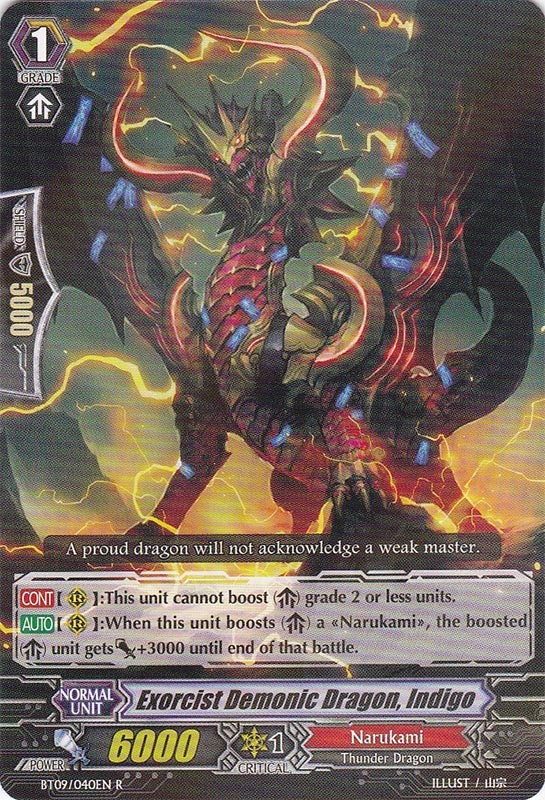 1
GRADE
SHIELD
5000
A proud dragon will not acknowledge a weak master.
CONT【 R 】:This unit cannot boost ( ) grade 2 or less units.
AUTO【 R 】:When this unit boosts ( ) a «Narukami», the boosted
( ) unit gets +3000 until end of that battle.
NORMAL
UNIT
Exorcist Demonic Dragon, Indigo
POWER
6000
1
CRITICAL
Narukami
Thunder Dragon
BT09/040EN R
ILLUST / 山宗